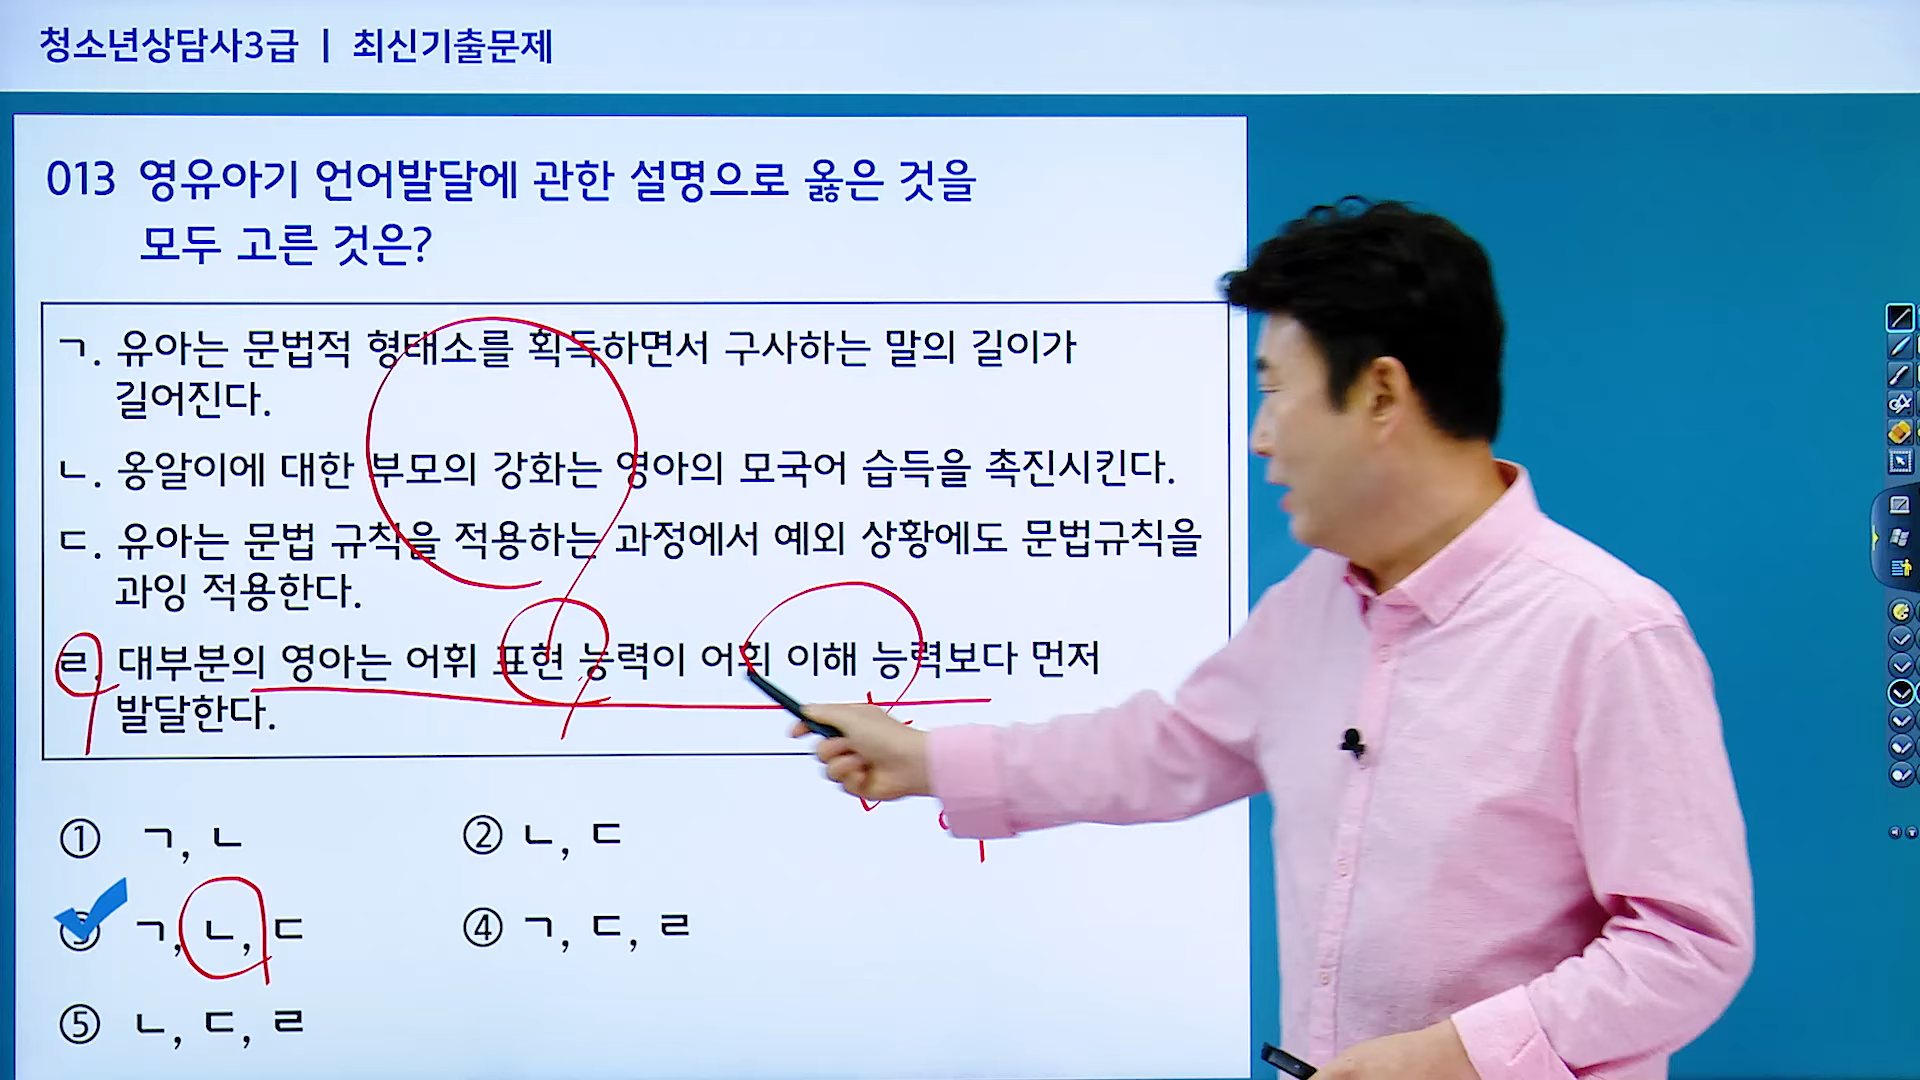 청소년상담사3급 | 최신기출문제
013 영유아기 언어발달에 관한 설명으로 옳은 것을
모두 고른 것은?
ㄱ. 유아는 문법적 형태소를 획득하면서 구사하는 말의 길이가
길어진다.
ㄴ. 옹알이에 대한 부모의 강화는 영아의 모국어 습득을 촉진시킨다.
ㄷ. 유아는 문법 규칙을 적용하는 과정에서 예외 상황에도 문법규칙을
과잉 적용한다.
ㄹ. 대부분의 영아는 어휘 표현 능력이 어휘 이해 능력보다 먼저
발달한다.
① ㄱ, ㄴ
② ㄴ, ㄷ
③ ㄱ, ㄴ, ㄷ
④ ㄱ, ㄷ, ㄹ
⑤ ㄴ, ㄷ, ㄹ